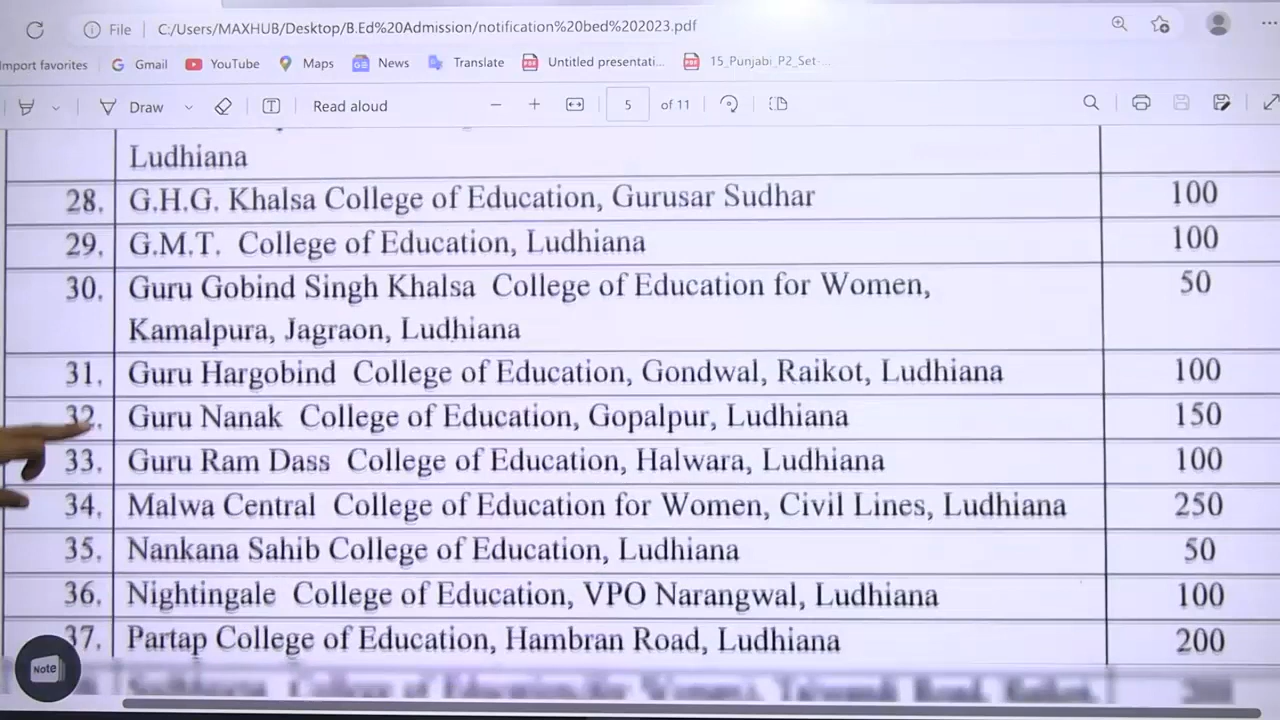 File C:/Users/MAXHUB/Desktop/B.Ed%20Admission/notification%20bed%202023.pdf
Import favorites Gmail YouTube Maps News Translate Untitled presentati... 15_Punjabi_P2_Set-...
Draw Read aloud 5 of 11
Ludhiana
28. G.H.G. Khalsa College of Education, Gurusar Sudhar 100
29. G.M.T. College of Education, Ludhiana 100
30. Guru Gobind Singh Khalsa College of Education for Women, 50
Kamalpura, Jagraon, Ludhiana
31. Guru Hargobind College of Education, Gondwal, Raikot, Ludhiana 100
32. Guru Nanak College of Education, Gopalpur, Ludhiana 150
33. Guru Ram Dass College of Education, Halwara, Ludhiana 100
34. Malwa Central College of Education for Women, Civil Lines, Ludhiana 250
35. Nankana Sahib College of Education, Ludhiana 50
36. Nightingale College of Education, VPO Narangwal, Ludhiana 100
37. Partap College of Education, Hambran Road, Ludhiana 200
Note